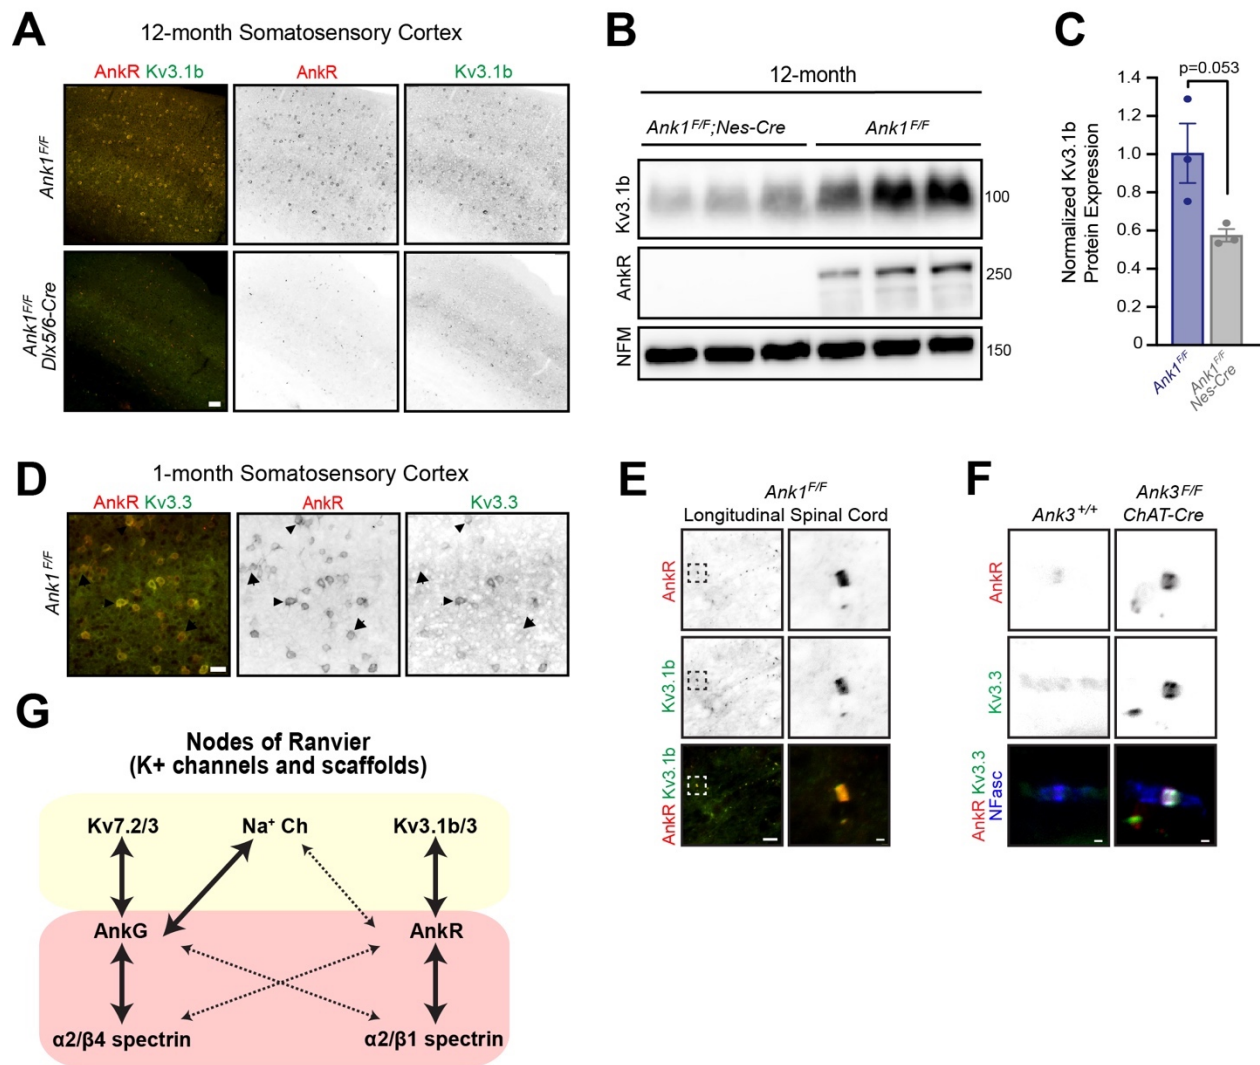 A
12-month Somatosensory Cortex
AnkR Kv3.1b
AnkR
Kv3.1b
Ank1F/F
Ank1F/F
Dlx5/6-Cre
B
12-month
Ank1F/F;Nes-Cre
Ank1F/F
Kv3.1b
100
AnkR
250
NFM
150
C
p=0.053
Normalized Kv3.1b
Protein Expression
1.4
1.2
1.0
0.8
0.6
0.4
0.2
0
Ank1F/F
Ank1F/F
Nes-Cre
D
1-month Somatosensory Cortex
AnkR Kv3.3
AnkR
Kv3.3
Ank1F/F
E
Ank1F/F
Longitudinal Spinal Cord
AnkR
Kv3.1b
AnkR Kv3.1b
F
Ank3+/+
Ank3F/F
ChAT-Cre
AnkR
Kv3.3
AnkR Kv3.3
NFasc
G
Nodes of Ranvier
(K+ channels and scaffolds)
Kv7.2/3
Na+ Ch
Kv3.1b/3
AnkG
AnkR
α2/β4 spectrin
α2/β1 spectrin